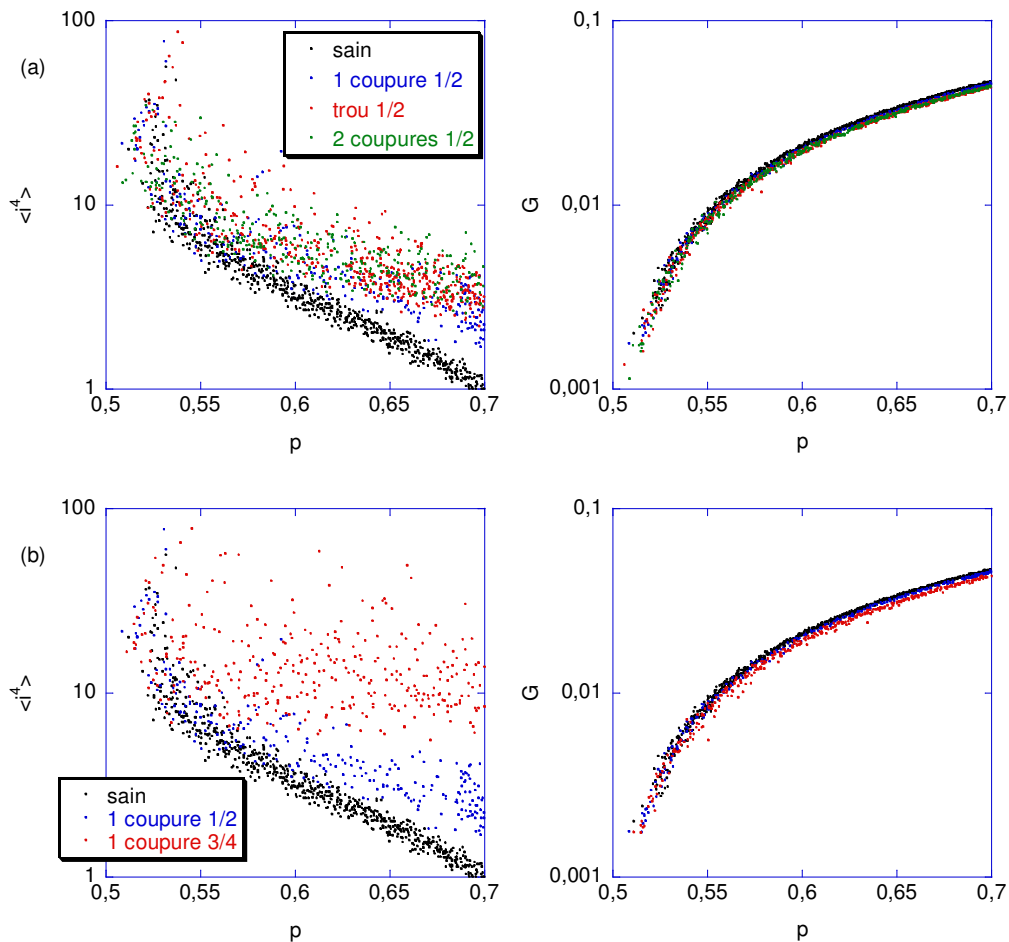 100
(a)
sain
1 coupure 1/2
trou 1/2
2 coupures 1/2
<i⁴>
10
1
0,5
0,55
0,6
0,65
0,7
p
0,1
G
0,01
0,001
0,5
0,55
0,6
0,65
0,7
p
100
(b)
<i⁴>
10
sain
1 coupure 1/2
1 coupure 3/4
1
0,5
0,55
0,6
0,65
0,7
p
0,1
G
0,01
0,001
0,5
0,55
0,6
0,65
0,7
p